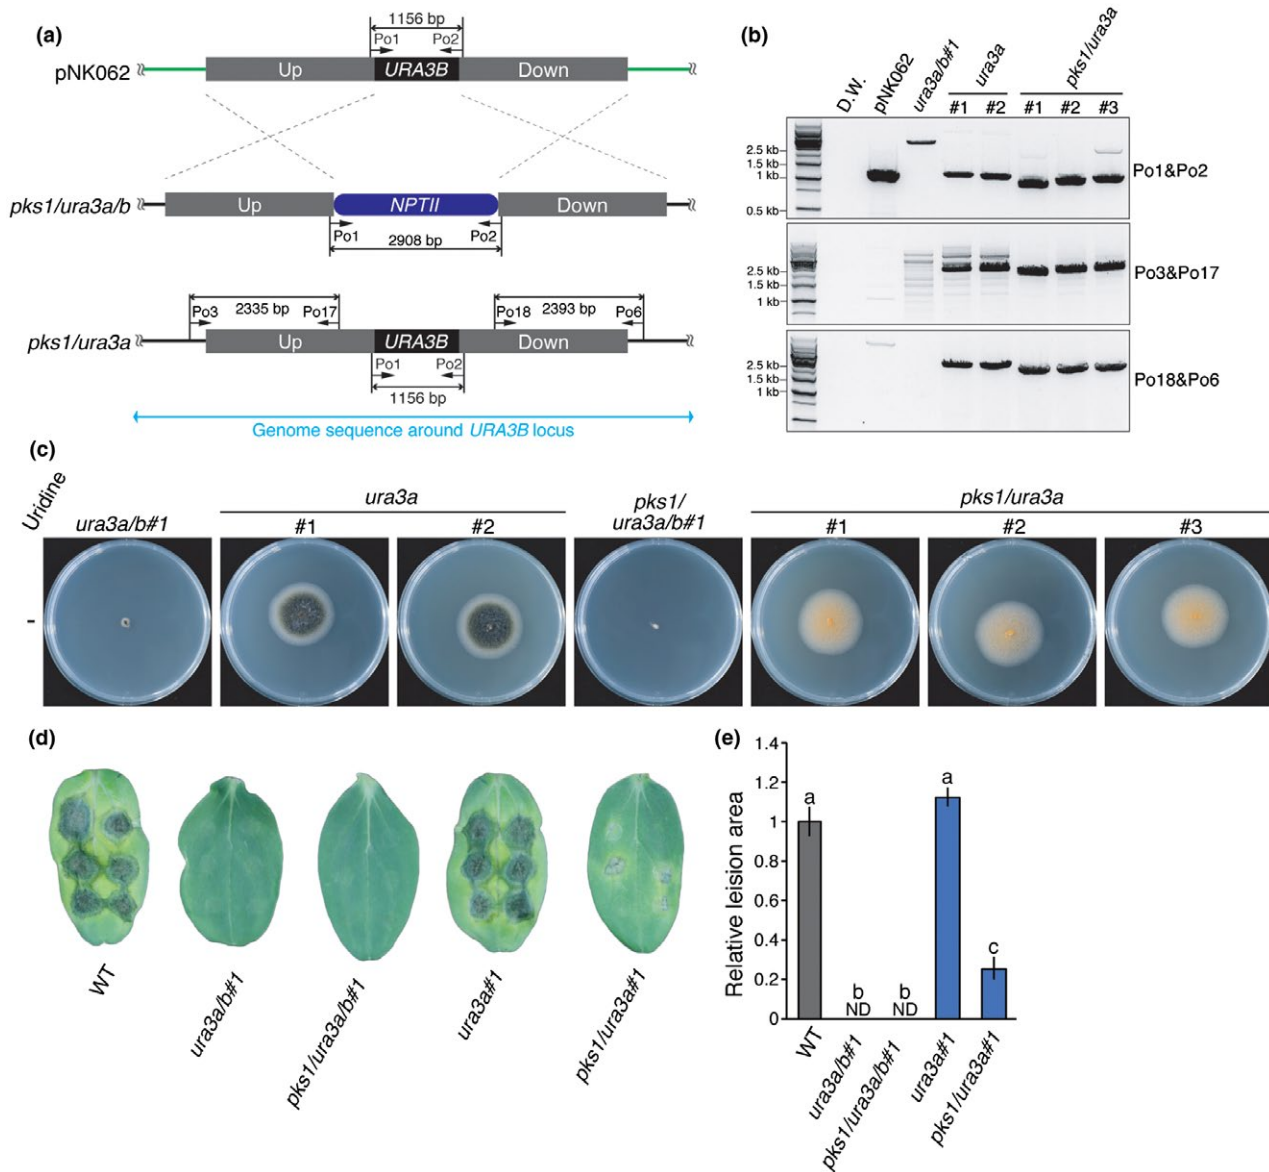 (a)
1156 bp
Po1 Po2
pNK062
Up URA3B Down
pks1/ura3a/b
Up NPTII Down
Po1 Po2
2908 bp
Po3 2335 bp Po17 Po18 2393 bp Po6
pks1/ura3a
Up URA3B Down
Po1 Po2
1156 bp
Genome sequence around URA3B locus
(b)
D.W. pNK062 ura3a/b#1 ura3a pks1/ura3a
#1 #2 #1 #2 #3
2.5 kb
1.5 kb
1 kb
0.5 kb
Po1&Po2
2.5 kb
1.5 kb
1 kb
Po3&Po17
2.5 kb
1.5 kb
1 kb
Po18&Po6
(c)
Uridine
ura3a/b#1
ura3a
#1 #2
pks1/
ura3a/b#1
pks1/ura3a
#1 #2 #3
-
(d)
WT
ura3a/b#1
pks1/ura3a/b#1
ura3a#1
pks1/ura3a#1
(e)
Relative leision area
1.4
1.2
1
0.8
0.6
0.4
0.2
0
a
b
ND
b
ND
a
c
WT
ura3a/b#1
pks1/ura3a/b#1
ura3a#1
pks1/ura3a#1